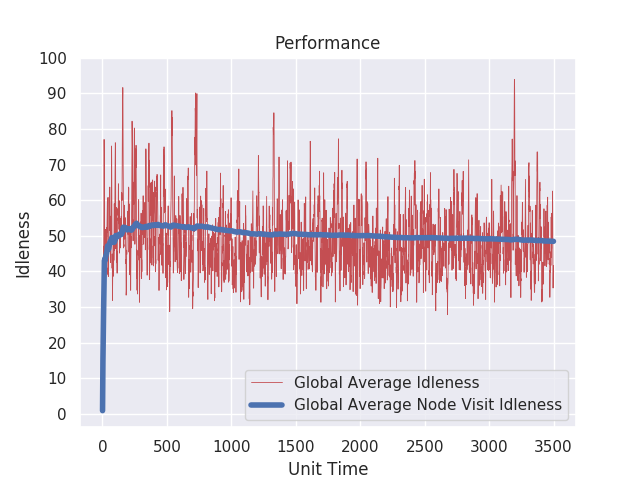 Performance
Idleness
100
90
80
70
60
50
40
30
20
10
0
Global Average Idleness
Global Average Node Visit Idleness
0 500 1000 1500 2000 2500 3000 3500
Unit Time